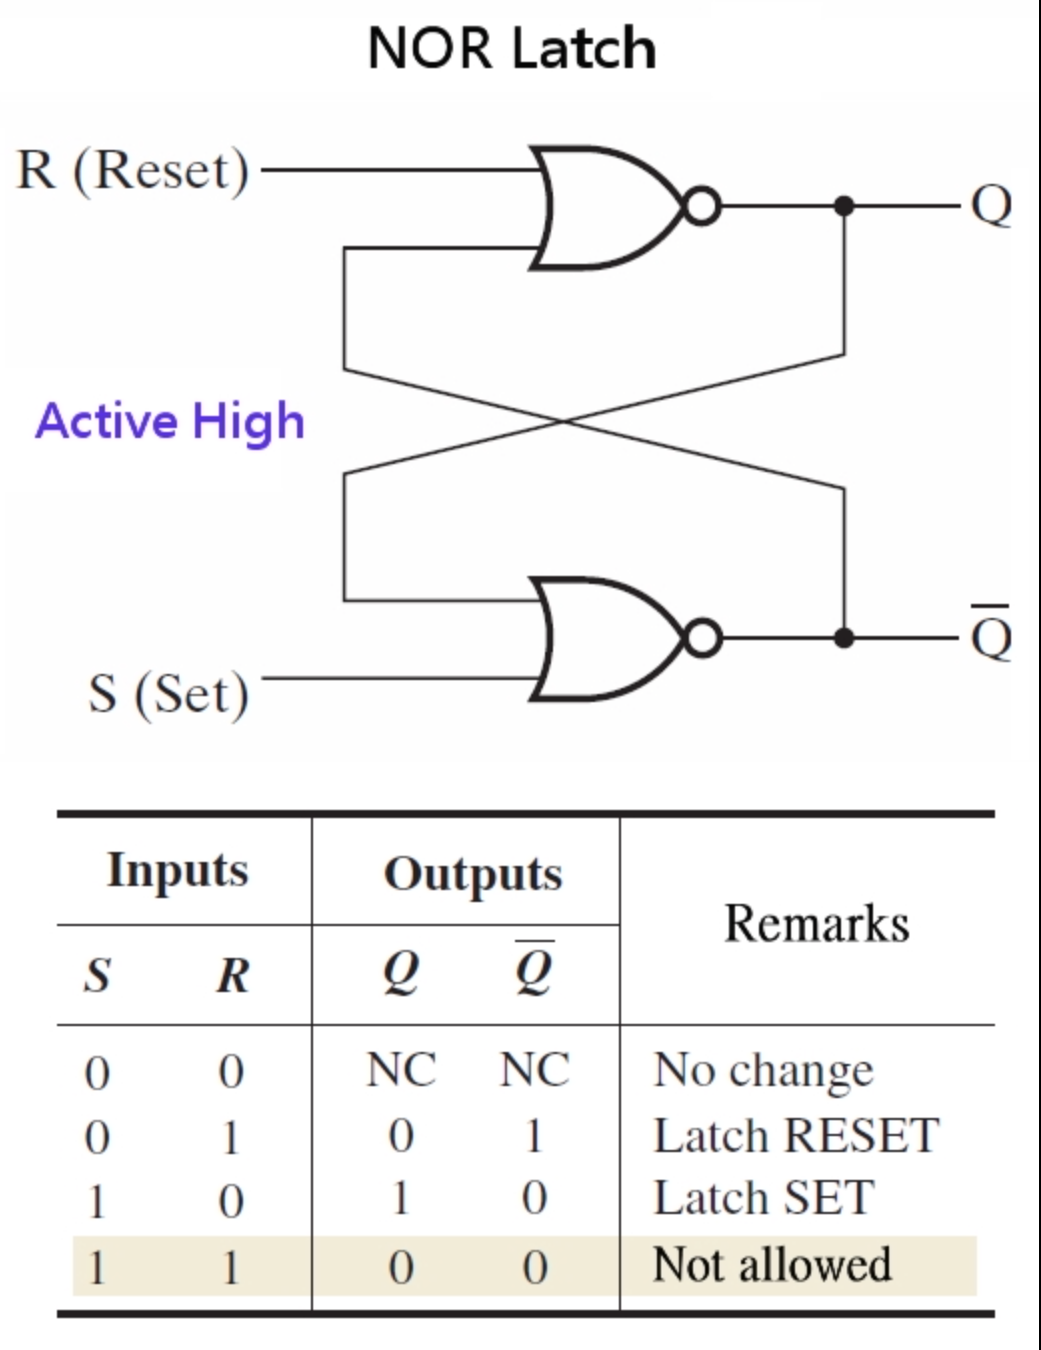 NOR Latch
R (Reset)
Q
Active High
S (Set)
Q̅
Inputs Outputs Remarks
S R Q Q̅
0 0 NC NC No change
0 1 0 1 Latch RESET
1 0 1 0 Latch SET
1 1 0 0 Not allowed